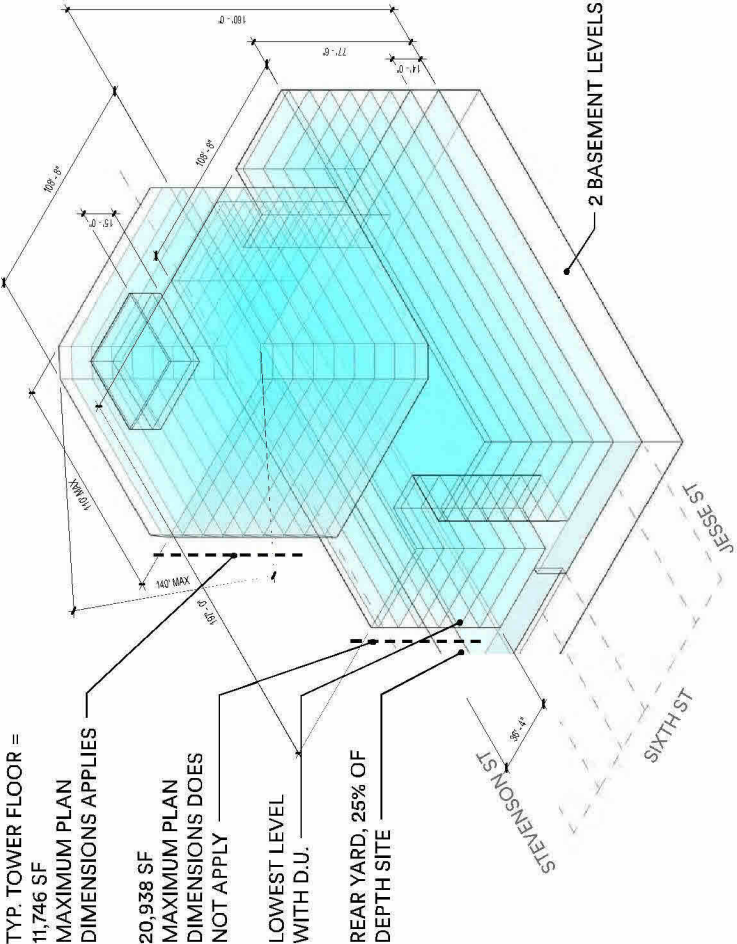 TYP. TOWER FLOOR =
11,746 SF
MAXIMUM PLAN
DIMENSIONS APPLIES
20,938 SF
MAXIMUM PLAN
DIMENSIONS DOES
NOT APPLY
LOWEST LEVEL
WITH D.U.
REAR YARD, 25% OF
DEPTH SITE
2 BASEMENT LEVELS
160' - 0"
77' - 6"
14' - 0"
108' - 8"
108' - 8"
15' - 0"
110' MAX
140' MAX
197' - 0"
36' - 4"
STEVENSON ST
SIXTH ST
JESSE ST